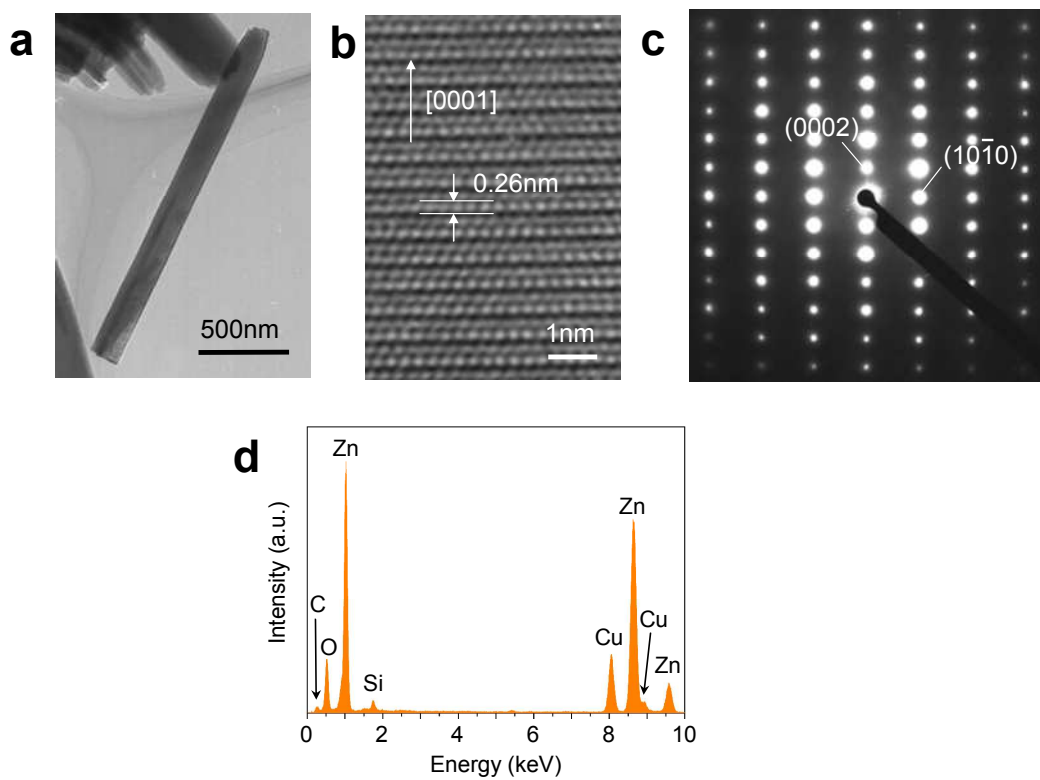 a
500nm
b
[0001]
0.26nm
1nm
c
(0002)
(101̅0)
d
Intensity (a.u.)
C
O
Zn
Si
Cu
Zn
Cu
Zn
0 2 4 6 8 10
Energy (keV)